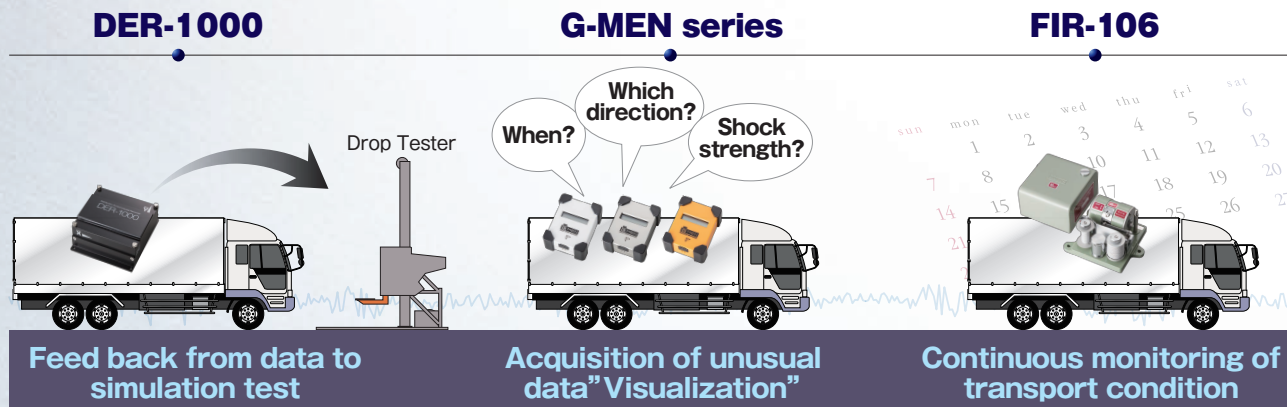 DER-1000
G-MEN series
FIR-106
When?
Which
direction?
Shock
strength?
Drop Tester
DER-1000
sun mon tue wed thu fri sat
1 2 3 4 5 6
7 8 10 11 12 13
14 15 17 18 19 20
21 25 26
Feed back from data to
simulation test
Acquisition of unusual
data"Visualization"
Continuous monitoring of
transport condition